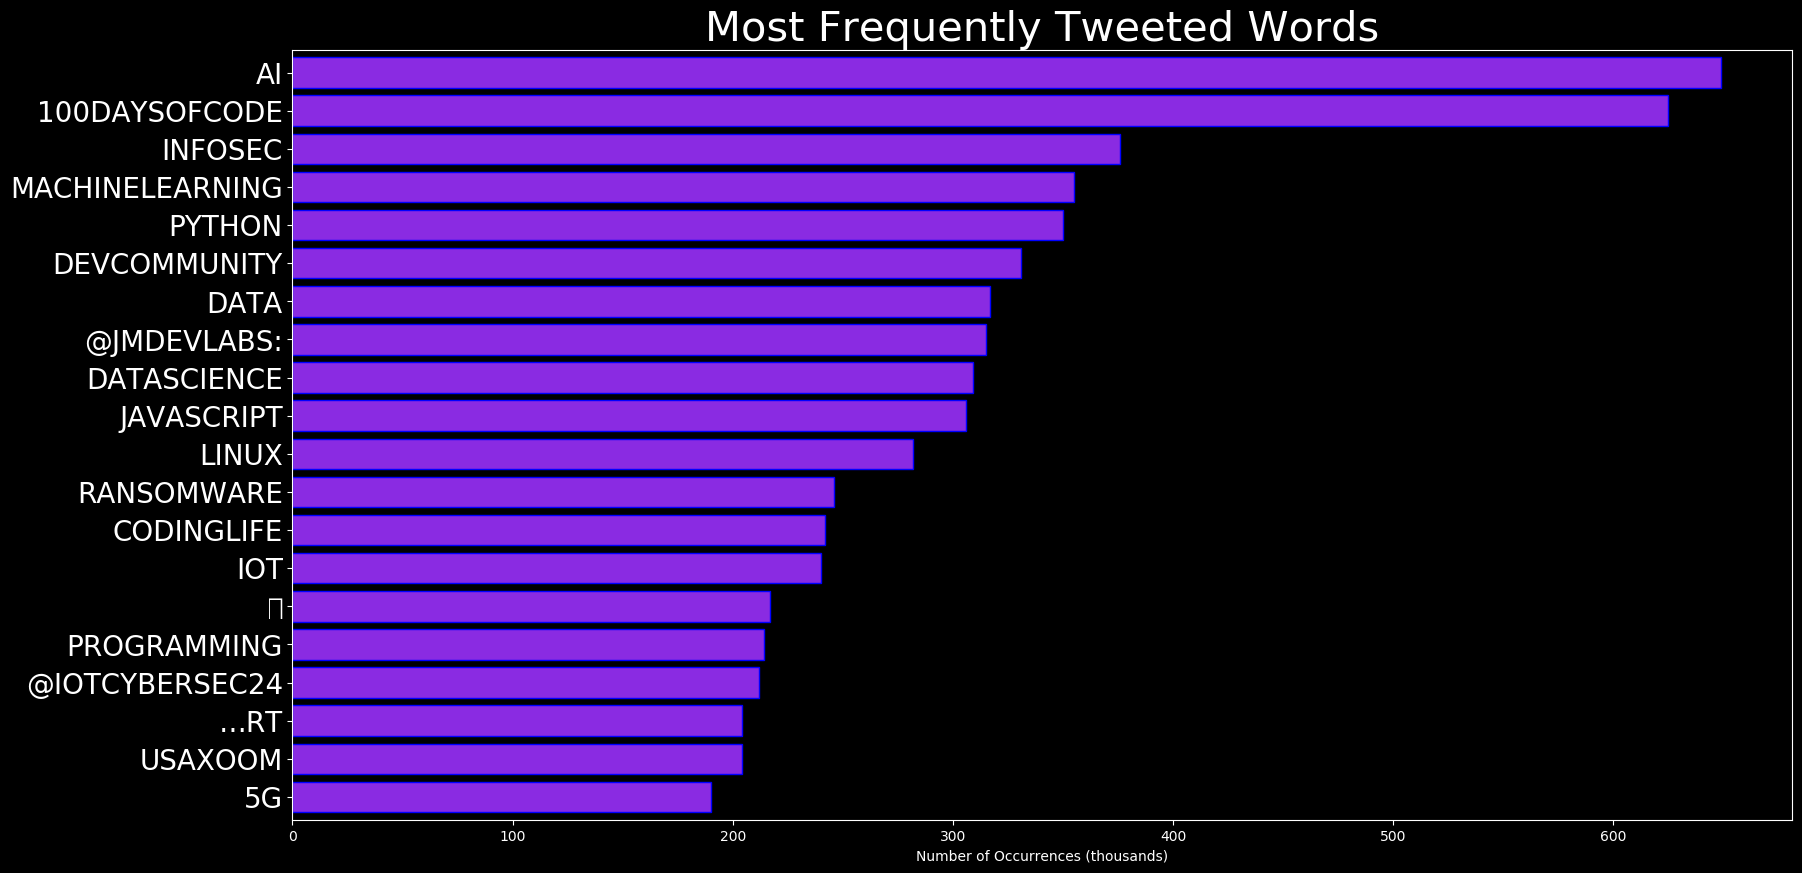 Most Frequently Tweeted Words
AI
100DAYSOFCODE
INFOSEC
MACHINELEARNING
PYTHON
DEVCOMMUNITY
DATA
@JMDEVLABS:
DATASCIENCE
JAVASCRIPT
LINUX
RANSOMWARE
CODINGLIFE
IOT
PROGRAMMING
@IOTCYBERSEC24
…RT
USAXOOM
5G
0 100 200 300 400 500 600
Number of Occurrences (thousands)